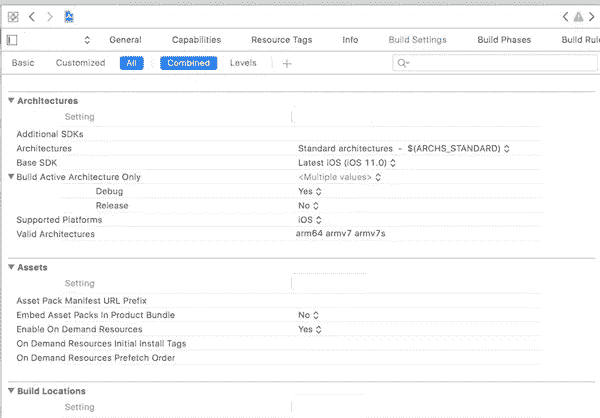 General Capabilities Resource Tags Info Build Settings Build Phases Build Rule
Basic Customized All Combined Levels +
Architectures
Setting
Additional SDKs
Architectures Standard architectures - $(ARCHS_STANDARD)
Base SDK Latest iOS (iOS 11.0)
Build Active Architecture Only <Multiple values>
Debug Yes
Release No
Supported Platforms iOS
Valid Architectures arm64 armv7 armv7s
Assets
Setting
Asset Pack Manifest URL Prefix
Embed Asset Packs In Product Bundle No
Enable On Demand Resources Yes
On Demand Resources Initial Install Tags
On Demand Resources Prefetch Order
Build Locations
Setting